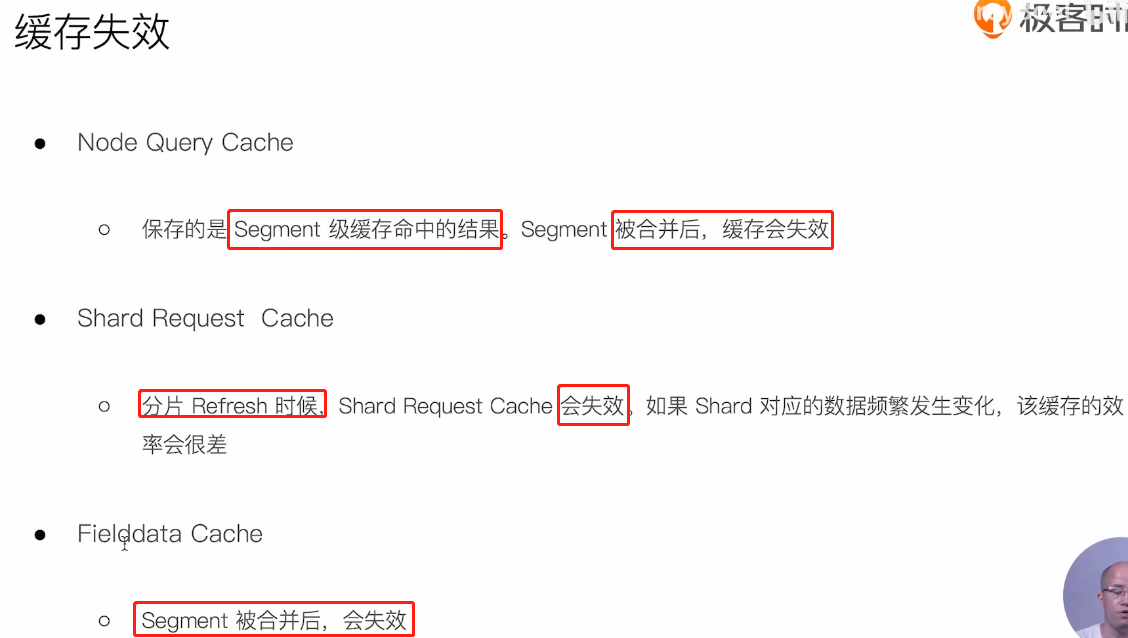 缓存失效
极客时
Node Query Cache
保存的是 Segment 级缓存命中的结果。Segment 被合并后，缓存会失效
Shard Request Cache
分片 Refresh 时候，Shard Request Cache 会失效。如果 Shard 对应的数据频繁发生变化，该缓存的效
率会很差
Fielddata Cache
Segment 被合并后，会失效